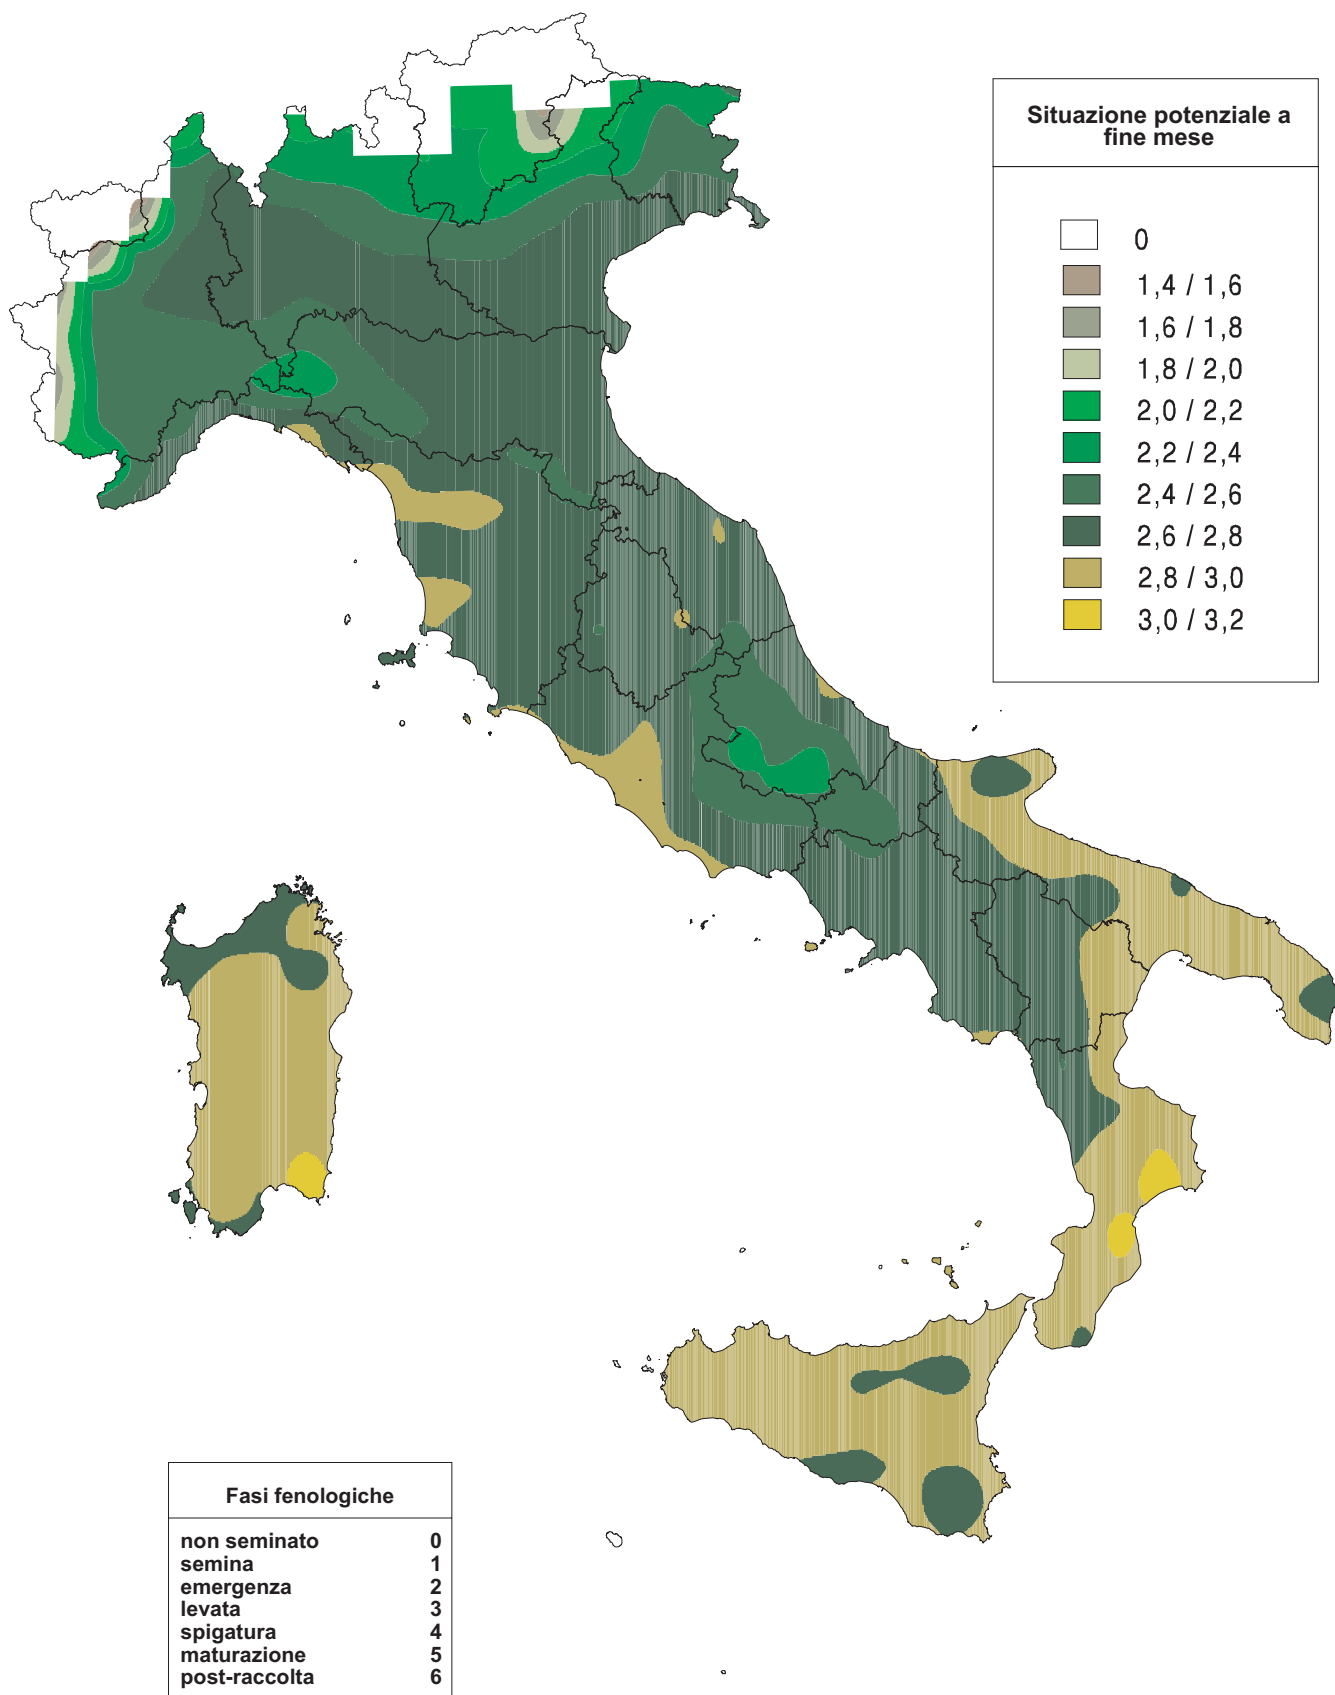 Situazione potenziale a
fine mese
0
1,4 / 1,6
1,6 / 1,8
1,8 / 2,0
2,0 / 2,2
2,2 / 2,4
2,4 / 2,6
2,6 / 2,8
2,8 / 3,0
3,0 / 3,2
Fasi fenologiche
non seminato 0
semina 1
emergenza 2
levata 3
spigatura 4
maturazione 5
post-raccolta 6